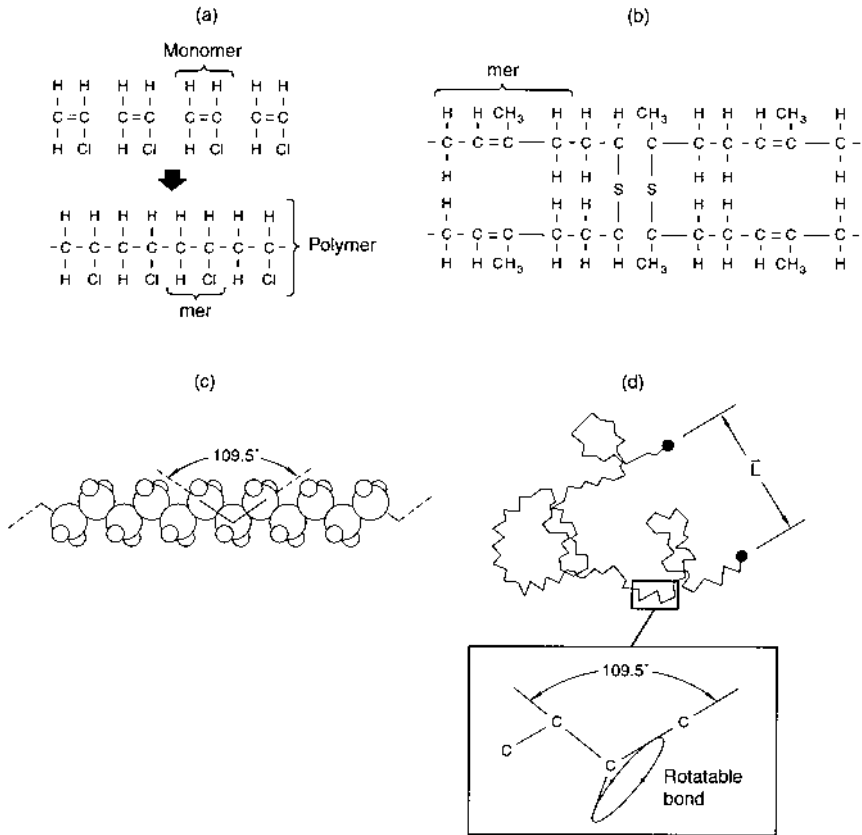 (a)
Monomer
H H H H H H H H
C=C C=C C=C C=C
H Cl H Cl H Cl H Cl
H H H H H H H H
-C-C-C-C-C-C-C-C-
Polymer
H Cl H Cl H Cl H Cl
mer
(b)
mer
H H CH₃ H H H CH₃ H H H CH₃ H
-C-C=C-C-C-C-C-C-C-C=C-C-
H H H H H H
S S
H H H H H H
-C-C=C-C-C-C-C-C-C-C=C-C-
H H CH₃ H H H CH₃ H H H CH₃ H
(c)
109.5°
(d)
L⃗
109.5°
C C
C C
Rotatable
bond